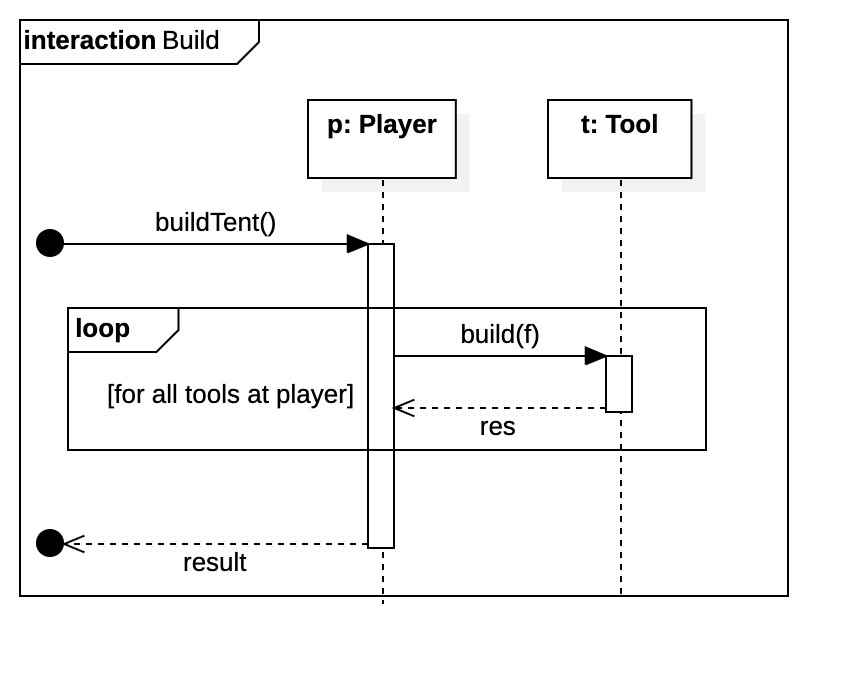 interaction Build
p: Player
t: Tool
buildTent()
loop
build(f)
[for all tools at player]
res
result